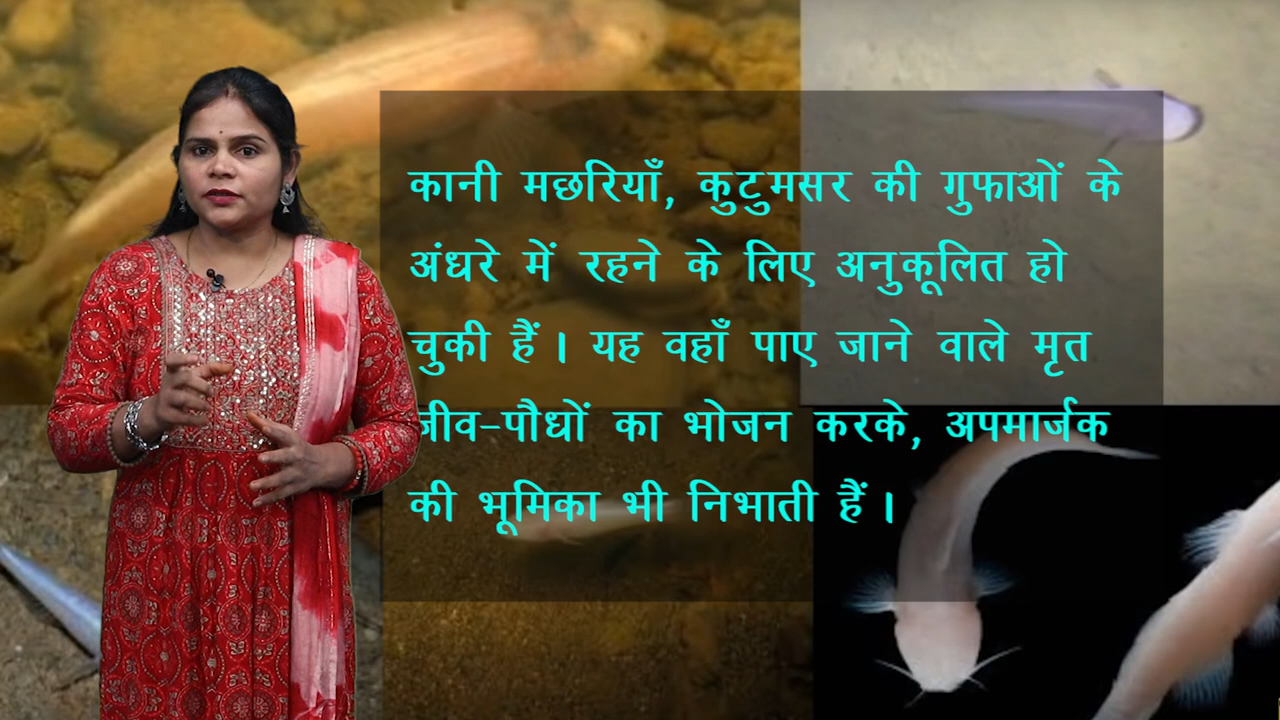 कानी मछरियाँ, कुटुमसर की गुफाओं के
अंधरे में रहने के लिए अनुकूलित हो
चुकी हैं । यह वहाँ पाए जाने वाले मृत
जीव-पौधों का भोजन करके, अपमार्जक
की भूमिका भी निभाती हैं ।